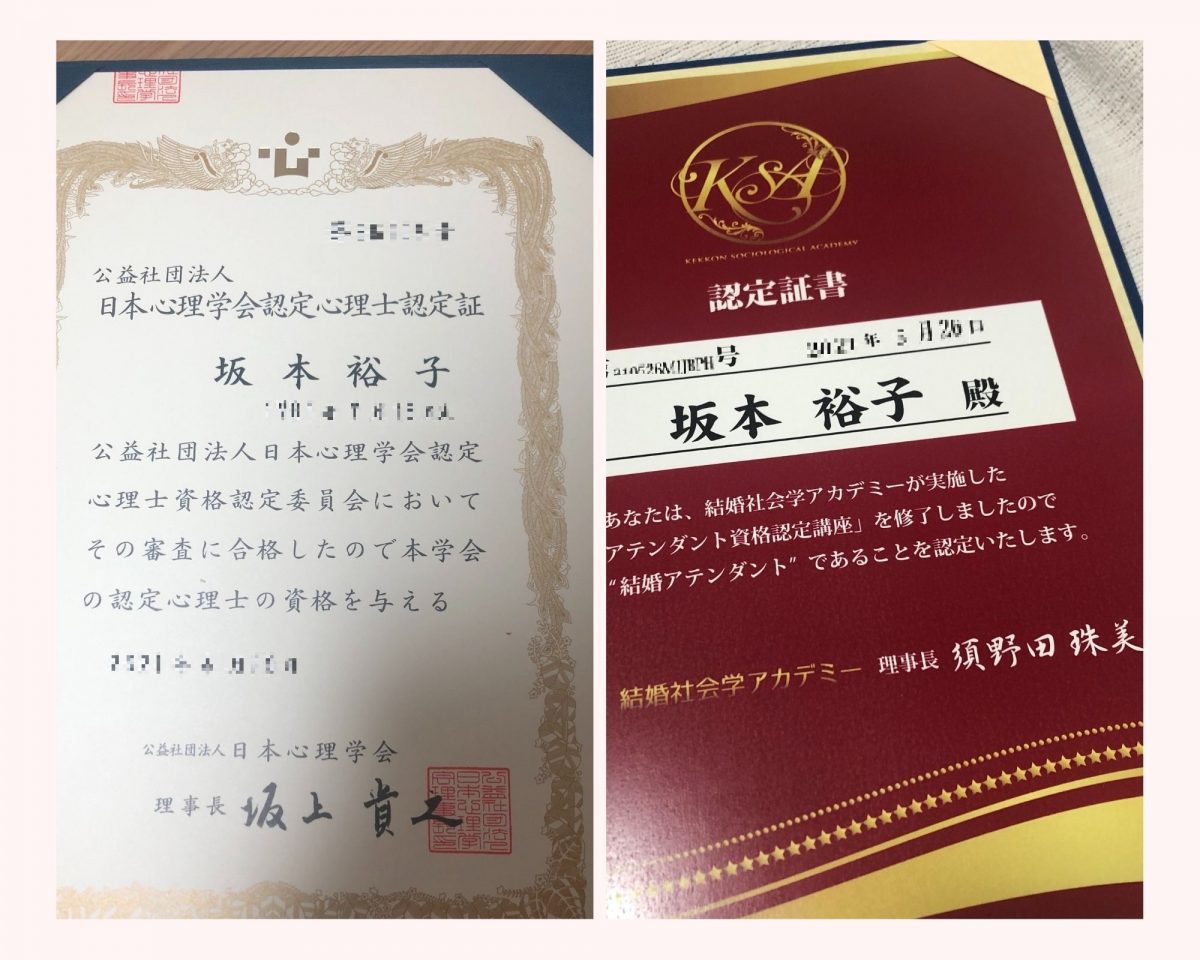 公益社団法人
日本心理学会認定心理士認定証
坂本裕子
公益社団法人日本心理学会認定
心理士資格認定委員会において
その審査に合格したので本学会
の認定心理士の資格を与える
公益社団法人日本心理学会
理事長 坂上貴之
KSA
KEKKON SOCIOLOGICAL ACADEMY
認定証書
号
坂本 裕子 殿
あなたは、結婚社会学アカデミーが実施した
アテンダント資格認定講座」を修了しましたので
“結婚アテンダント”であることを認定いたします。
結婚社会学アカデミー 理事長 須野田珠美